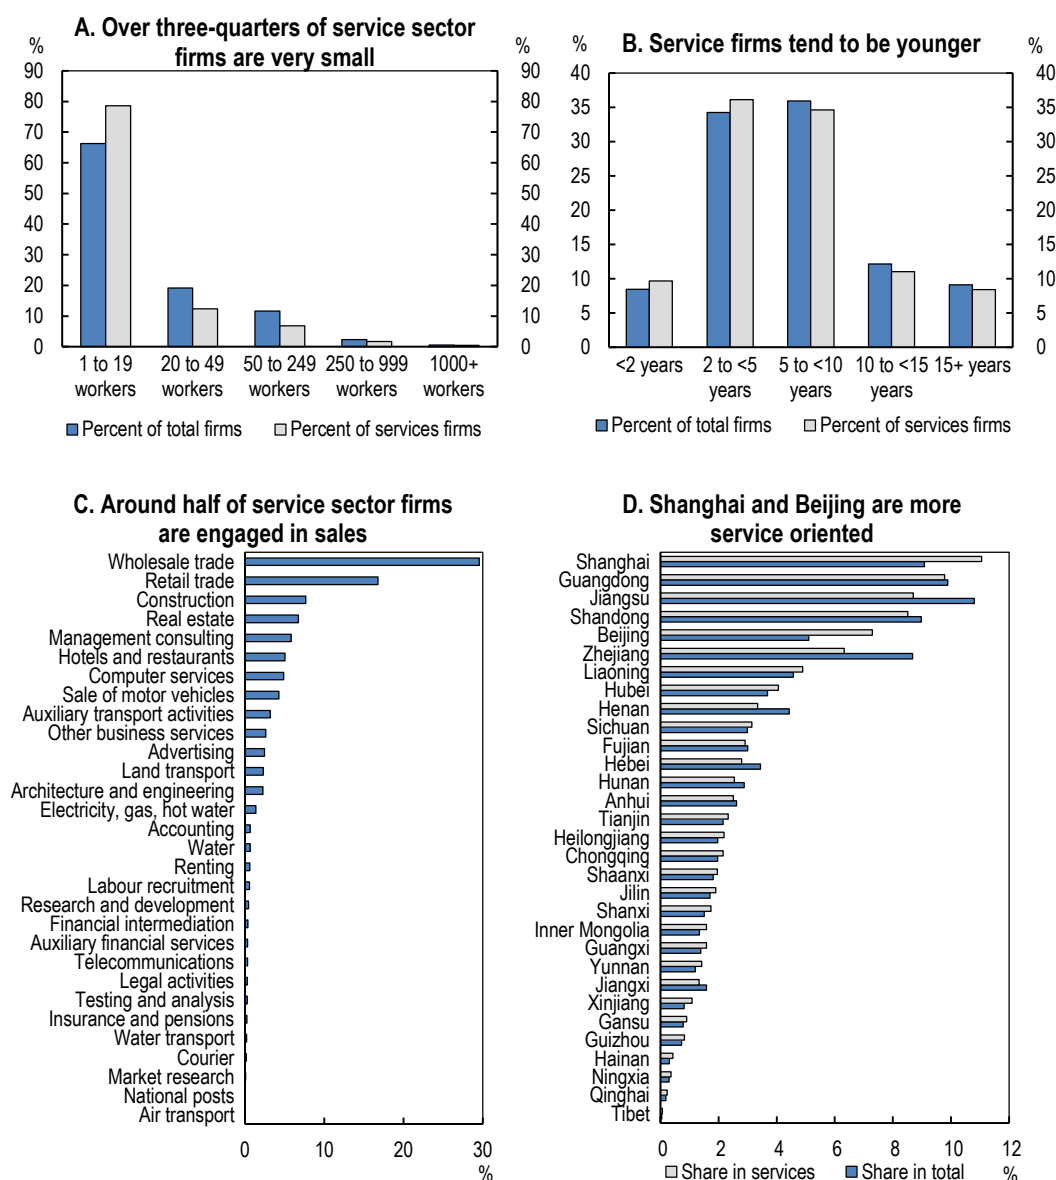 A. Over three-quarters of service sector
firms are very small
%
%
90
80
70
60
50
40
30
20
10
0
90
80
70
60
50
40
30
20
10
0
1 to 19
workers
20 to 49
workers
50 to 249
workers
250 to 999
workers
1000+
workers
Percent of total firms
Percent of services firms
B. Service firms tend to be younger
%
%
40
35
30
25
20
15
10
5
0
40
35
30
25
20
15
10
5
0
<2 years
2 to <5
years
5 to <10
years
10 to <15
years
15+ years
Percent of total firms
Percent of services firms
C. Around half of service sector firms
are engaged in sales
Wholesale trade
Retail trade
Construction
Real estate
Management consulting
Hotels and restaurants
Computer services
Sale of motor vehicles
Auxiliary transport activities
Other business services
Advertising
Land transport
Architecture and engineering
Electricity, gas, hot water
Accounting
Water
Renting
Labour recruitment
Research and development
Financial intermediation
Auxiliary financial services
Telecommunications
Legal activities
Testing and analysis
Insurance and pensions
Water transport
Courier
Market research
National posts
Air transport
0 10 20 30
%
D. Shanghai and Beijing are more
service oriented
Shanghai
Guangdong
Jiangsu
Shandong
Beijing
Zhejiang
Liaoning
Hubei
Henan
Sichuan
Fujian
Hebei
Hunan
Anhui
Tianjin
Heilongjiang
Chongqing
Shaanxi
Jilin
Shanxi
Inner Mongolia
Guangxi
Yunnan
Jiangxi
Xinjiang
Gansu
Guizhou
Hainan
Ningxia
Qinghai
Tibet
0 2 4 6 8 10 12
Share in services
Share in total
%